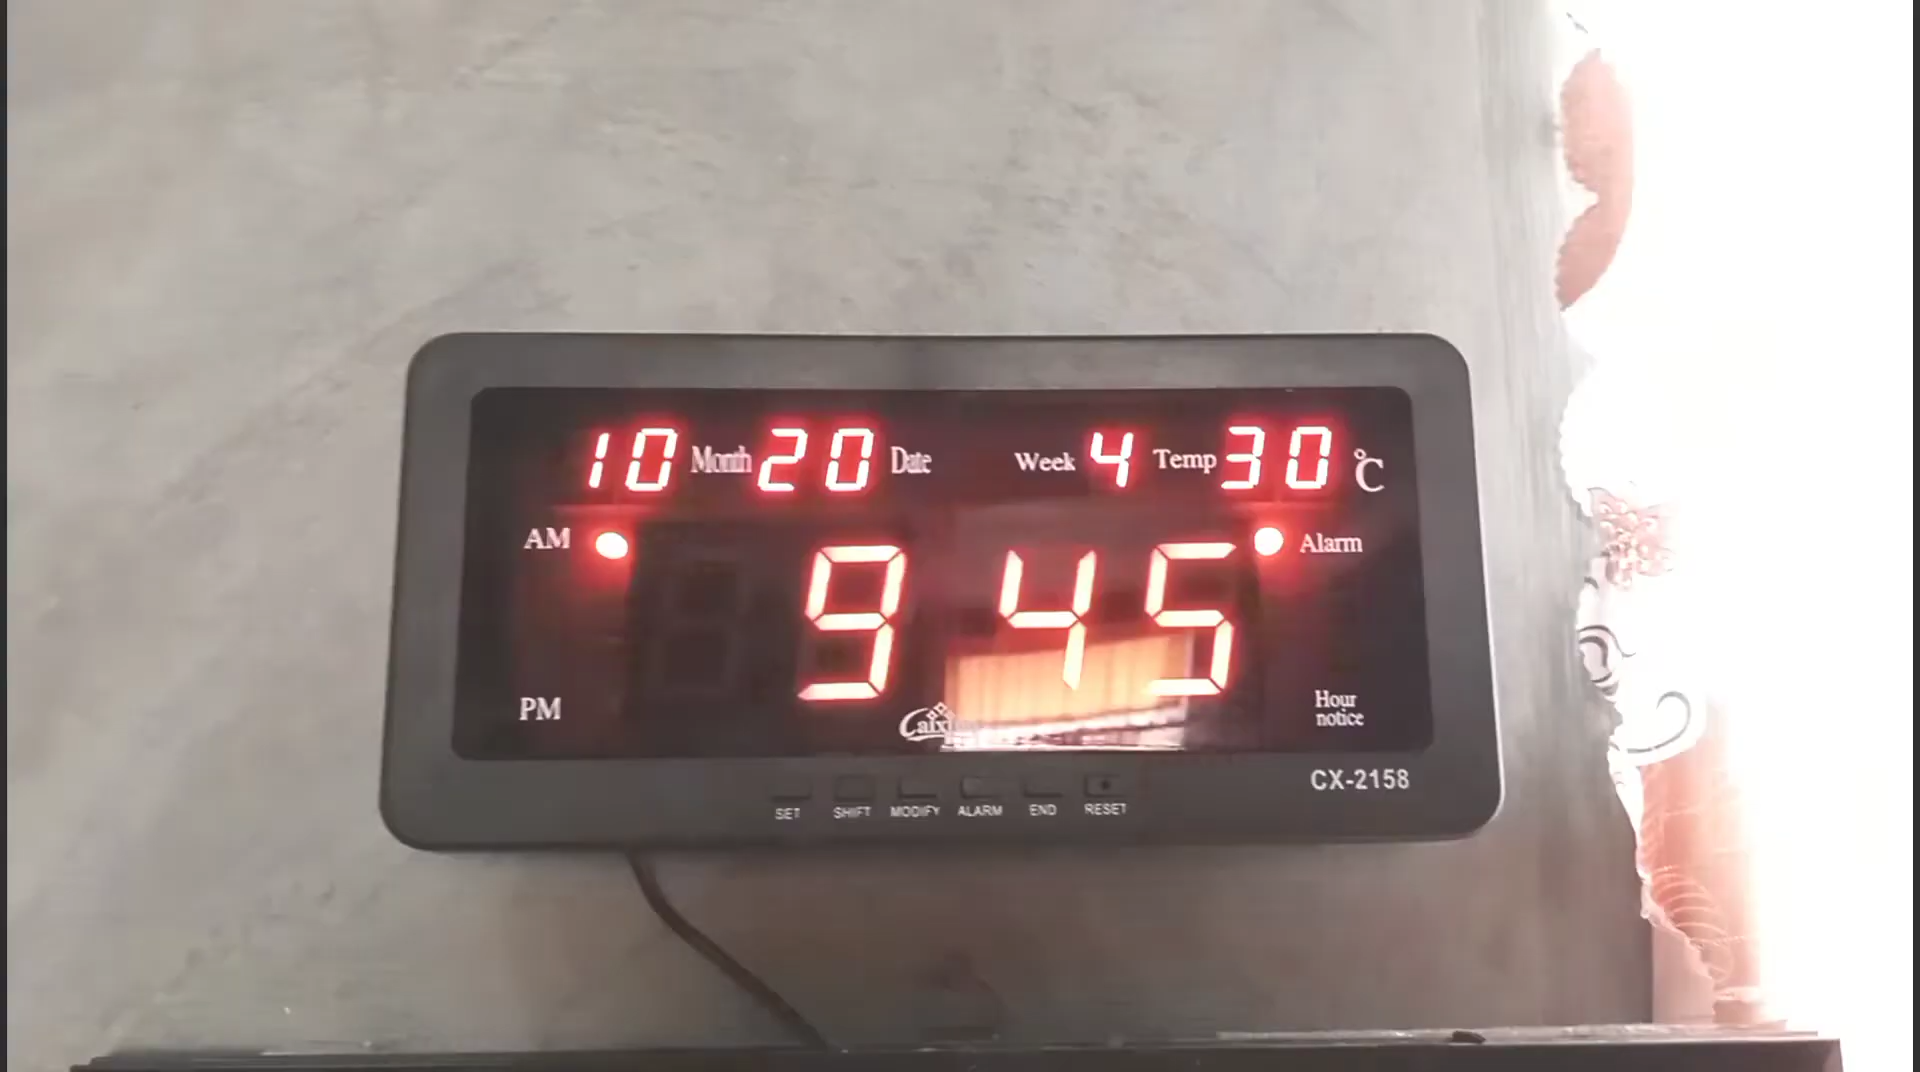 10 Month 20 Date Week 4 Temp 30 °C
AM 9 45 Alarm
PM
Hour
notice
CX-2158
SET SHIFT MODIFY ALARM END RESET